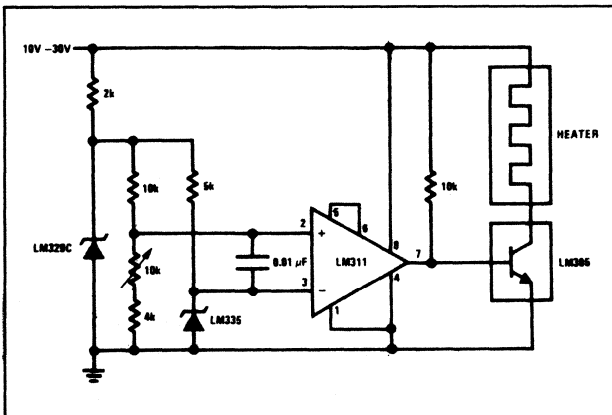 10V –30V
2k
HEATER
10k
5k
10k
5
6
2
+
8
LM329C
7
LM395
0.01 μF
LM311
10k
3
–
4
4k
LM335
1